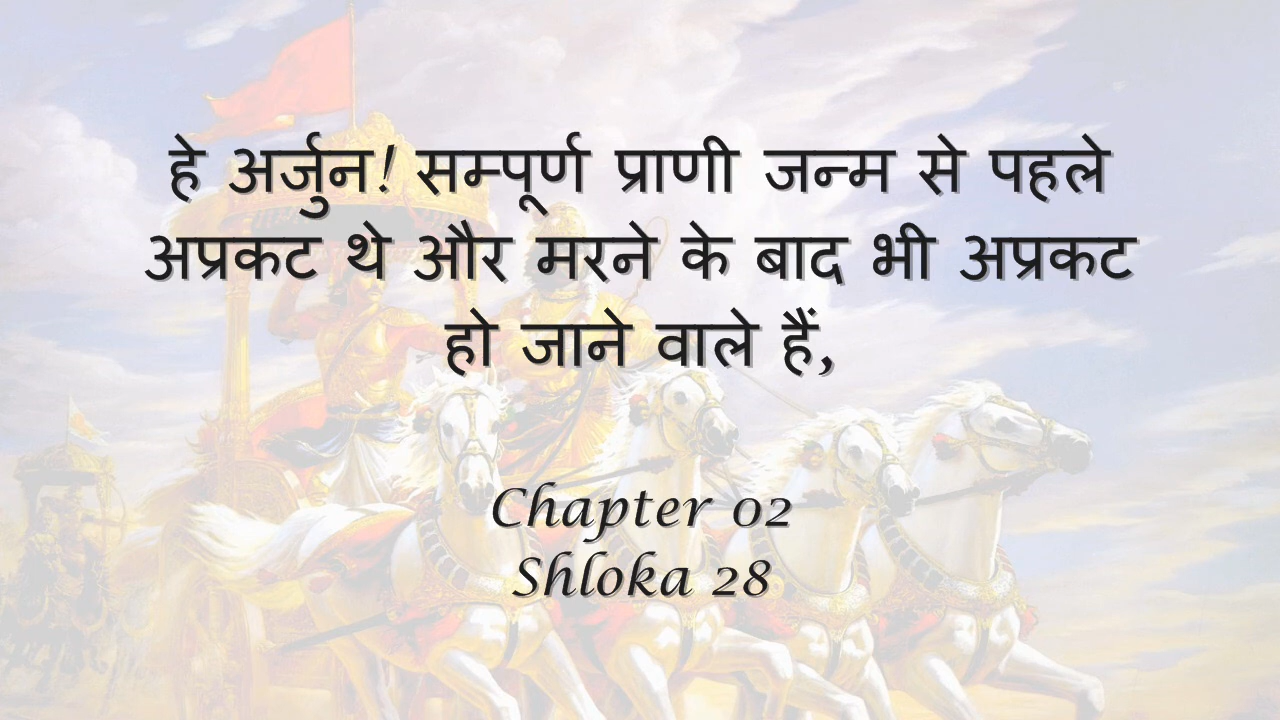 हे अर्जुन! सम्पूर्ण प्राणी जन्म से पहले
अप्रकट थे और मरने के बाद भी अप्रकट
हो जाने वाले हैं,
Chapter 02
Shloka 28